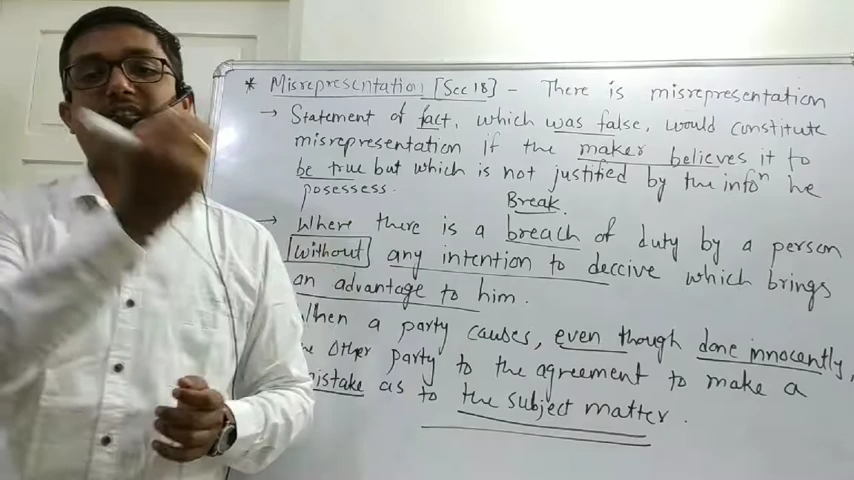 * Misrepresentation [Sec 18] - There is misrepresentation
→ Statement of fact, which was false, would constitute
misrepresentation if the maker believes it to
be true but which is not justified by the infoⁿ he
posessess.
Break.
→ Where there is a breach of duty by a person
without any intention to deccive which brings
an advantage to him.
When a party causes, even though done innocently,
Other party to the agreement to make a
mistake as to the subject matter.